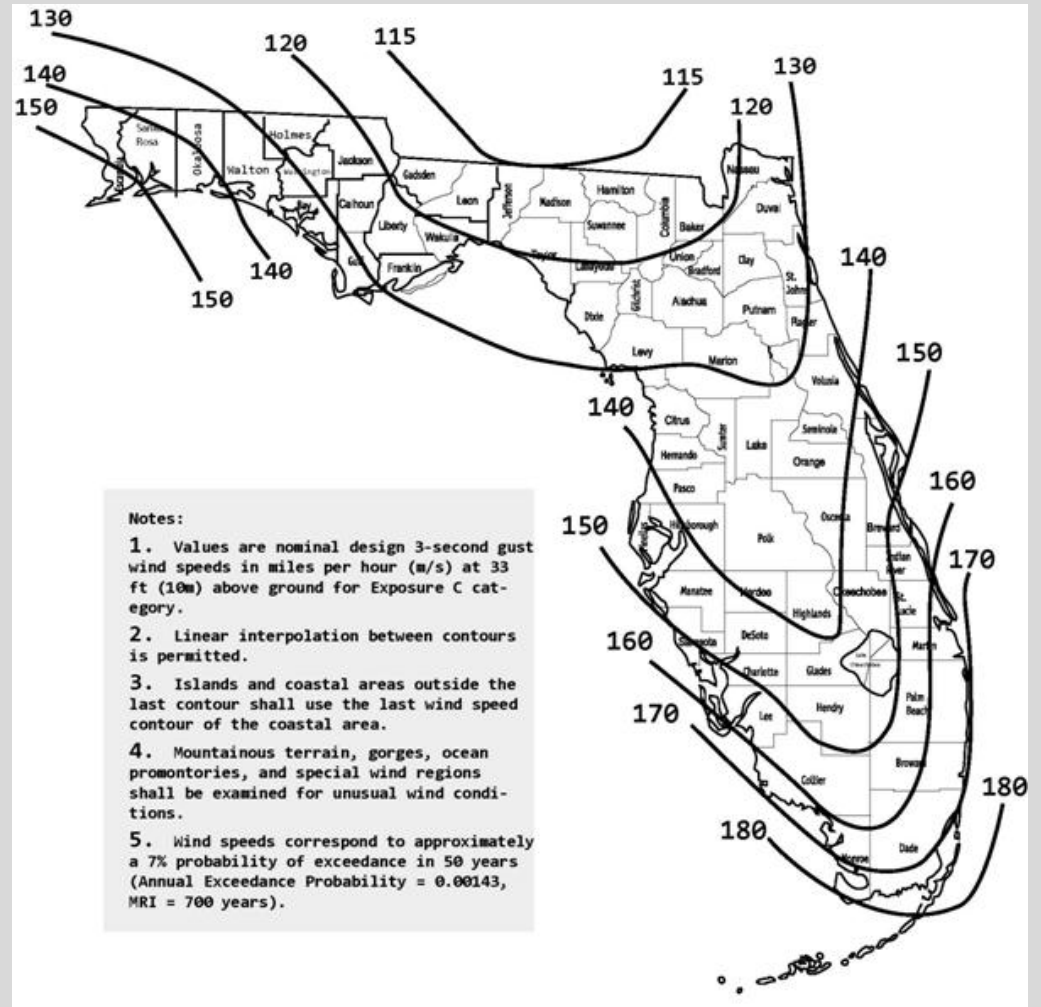 130
120
115
140
115
130
150
120
Santa
Rosa
Okaloosa
Holmes
Walton
Washington
Jackson
Escambia
Bay
Calhoun
Gulf
Gadsden
Liberty
Leon
Wakulla
Franklin
Jefferson
Madison
Taylor
Hamilton
Suwannee
Lafayette
Columbia
Baker
Nassau
Duval
Union
Bradford
Clay
St.
Johns
Dixie
Gilchrist
Alachua
Putnam
Flagler
Levy
Marion
140
150
140
150
140
Volusia
Citrus
Sumter
Lake
Seminole
Hernando
Orange
Pasco
160
150
Pinellas
Hillsborough
Polk
Osceola
Brevard
Indian
River
170
Manatee
Hardee
Highlands
Okeechobee
St.
Lucie
160
Sarasota
DeSoto
Martin
Charlotte
Glades
170
Lee
Hendry
Palm
Beach
Collier
Broward
180
180
Monroe
Dade
Notes:
1. Values are nominal design 3-second gust
wind speeds in miles per hour (m/s) at 33
ft (10m) above ground for Exposure C cat-
egory.
2. Linear interpolation between contours
is permitted.
3. Islands and coastal areas outside the
last contour shall use the last wind speed
contour of the coastal area.
4. Mountainous terrain, gorges, ocean
promontories, and special wind regions
shall be examined for unusual wind condi-
tions.
5. Wind speeds correspond to approximately
a 7% probability of exceedance in 50 years
(Annual Exceedance Probability = 0.00143,
MRI = 700 years).